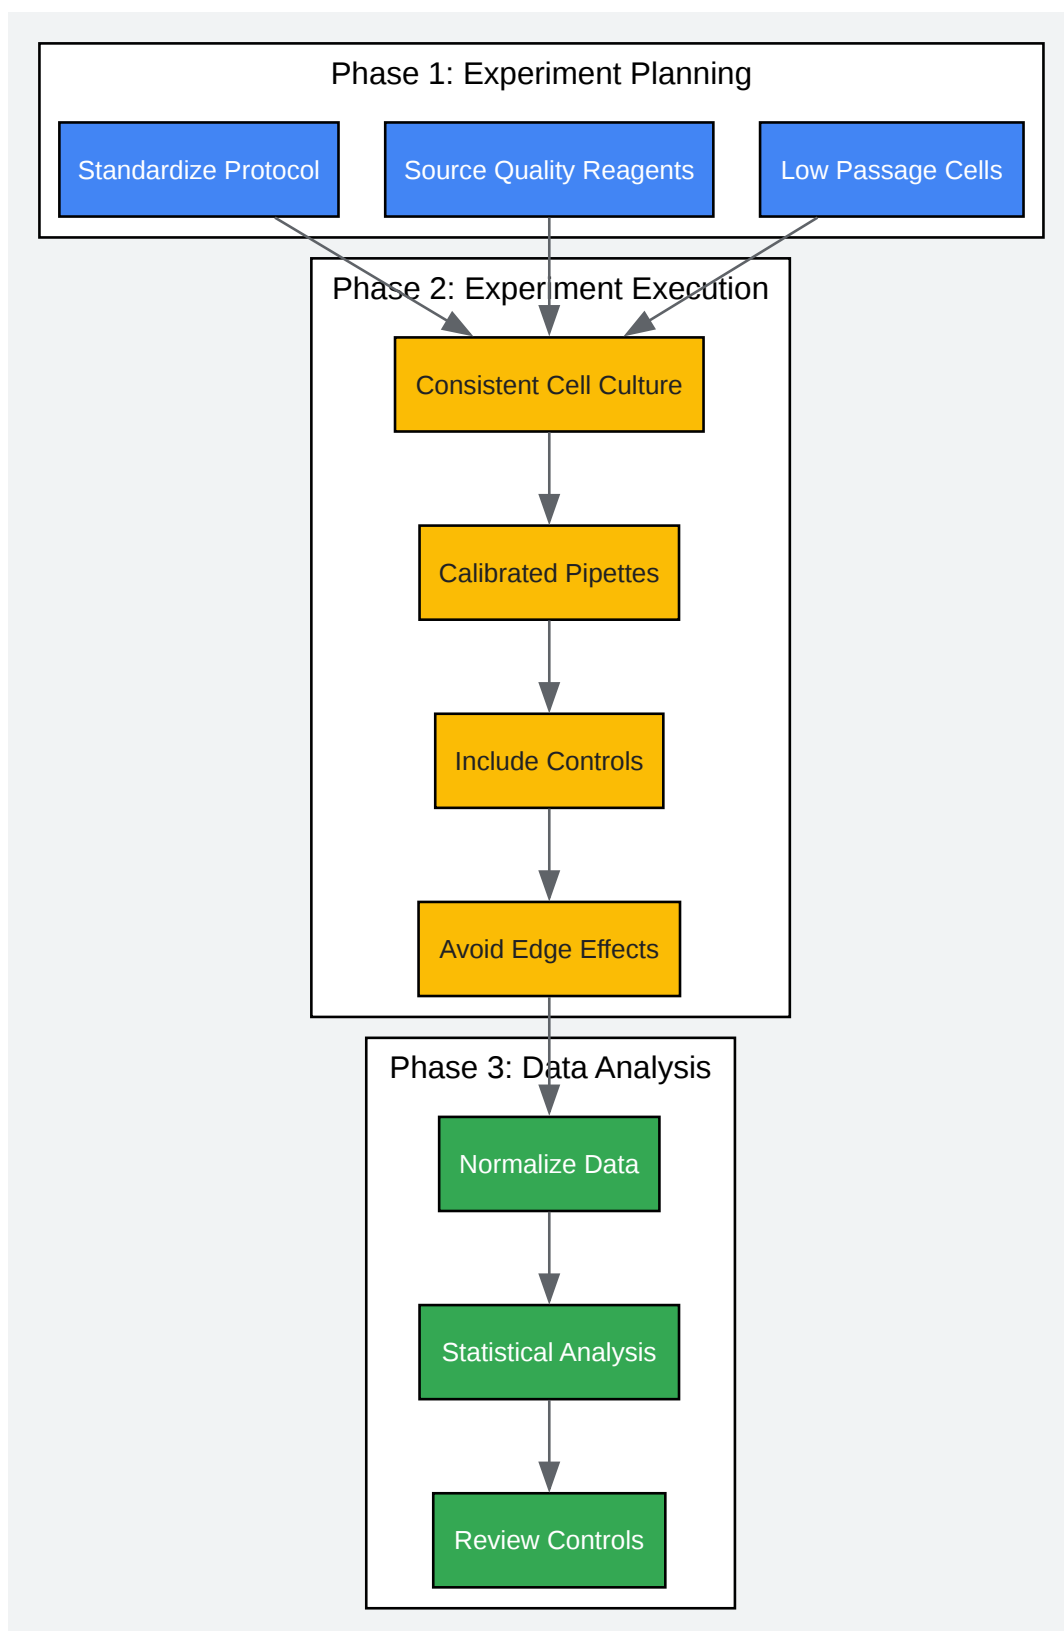 Phase 1: Experiment Planning
Standardize Protocol
Source Quality Reagents
Low Passage Cells
Phase 2: Experiment Execution
Consistent Cell Culture
Calibrated Pipettes
Include Controls
Avoid Edge Effects
Phase 3: Data Analysis
Normalize Data
Statistical Analysis
Review Controls